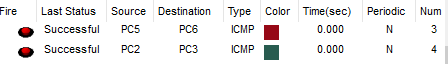 Fire Last Status Source Destination Type Color Time(sec) Periodic Num
Successful PC5 PC6 ICMP 0.000 N 3
Successful PC2 PC3 ICMP 0.000 N 4